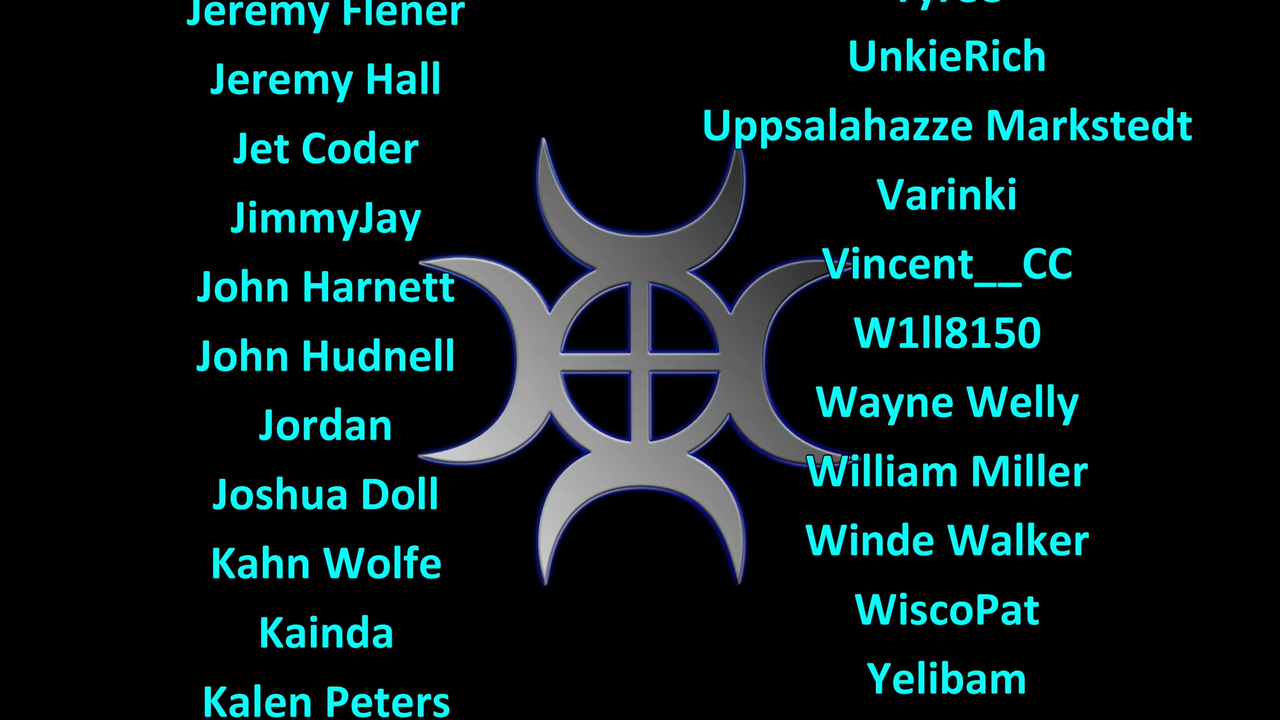 Jeremy Flener
Jeremy Hall
Jet Coder
JimmyJay
John Harnett
John Hudnell
Jordan
Joshua Doll
Kahn Wolfe
Kainda
Kalen Peters
UnkieRich
Uppsalahazze Markstedt
Varinki
Vincent__CC
W1ll8150
Wayne Welly
William Miller
Winde Walker
WiscoPat
Yelibam